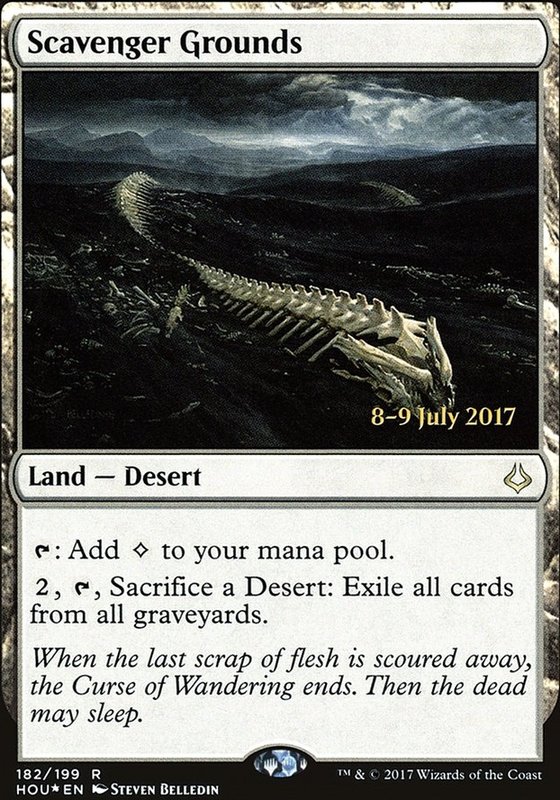 Scavenger Grounds
8–9 July 2017
Land — Desert
: Add to your mana pool.
2, , Sacrifice a Desert: Exile all cards
from all graveyards.
When the last scrap of flesh is scoured away,
the Curse of Wandering ends. Then the dead
may sleep.
182/199 R
HOU★EN STEVEN BELLEDIN
™ & © 2017 Wizards of the Coast